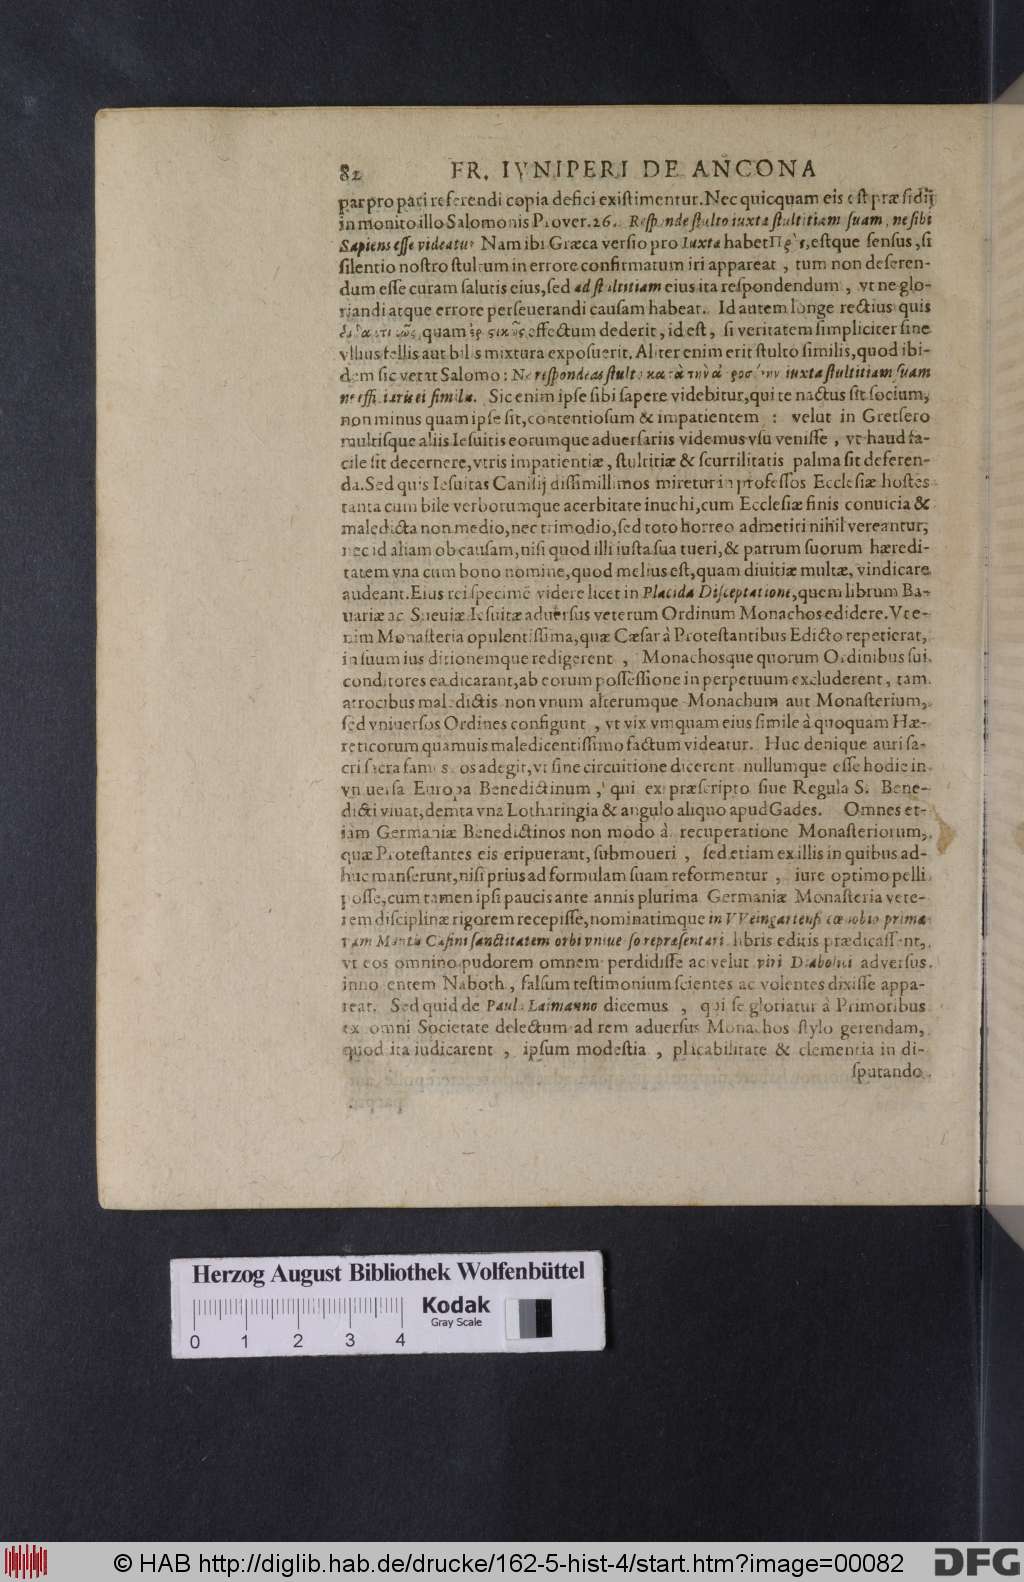 82 FR. IVNIPERI DE ANCONA
par pro pari referendi copia defici existimentur. Nec quicquam eis est præsidij
in monito illo Salomonis Prover. 26. Responde stulto iuxta stultitiam suam, ne sibi
Sapiens esse videatur Nam ibi Græca versio pro Iuxta habet Πρὸς, estque sensus, si
silentio nostro stultum in errore confirmatum iri appareat, tum non deseren-
dum esse curam salutis eius, sed ad stultitiam eius ita respondendum, vt ne glo-
riandi atque errore perseuerandi causam habeat. Id autem longe rectius quis
quam effectum dederit, id est, si veritatem simpliciter sine
vllius fellis aut bilis mixtura exposuerit. Aliter enim erit stulto similis, quod ibi-
dem sic vetat Salomo: Ne respondeas stulto κατὰ τὴν iuxta stultitiam suam
ne efficiaris ei similis. Sic enim ipse sibi sapere videbitur, qui te nactus sit socium,
non minus quam ipse sit, contentiosum & impatientem: velut in Gretsero
multisque aliis Iesuitis eorumque aduersariis videmus vsu venisse, vt haud fa-
cile sit decernere, vtris impatientiæ, stultitiæ & scurrilitatis palma sit deferen-
da. Sed quis Iesuitas Canisij dissimillimos miretur in professos Ecclesiæ hostes
tanta cum bile verborumque acerbitate inuehi, cum Ecclesiæ finis conuicia &
maledicta non medio, nec trimodio, sed toto horreo admetiri nihil vereantur,
nec id aliam ob causam, nisi quod illi iusta sua tueri, & patrum suorum hæredi-
tatem vna cum bono nomine, quod melius est, quam diuitiæ multæ, vindicare
audeant. Eius rei specimē videre licet in Placida Disceptatione, quem librum Ba-
uariæ ac Sueuiæ Iesuitæ adversus veterum Ordinum Monachos edidere. Vt e-
nim Monasteria opulentissima, quæ Cæsar à Protestantibus Edicto repetierat,
in suum ius ditionemque redigerent, Monachosque quorum Ordinibus sui
conditores ea dicarant, ab eorum possessione in perpetuum excluderent, tam
atrocibus maledictis non vnum alterumque Monachum aut Monasterium,
sed vniuersos Ordines configunt, vt vix vmquam eius simile à quoquam Hæ-
reticorum quamuis maledicentissimo factum videatur. Huc denique auri sa-
cri sacra fames os adegit, vt sine circuitione dicerent nullumque esse hodie in
vniuersa Europa Benedictinum, qui ex præscripto siue Regula S. Bene-
dicti viuat, demta vna Lotharingia & angulo aliquo apud Gades. Omnes et-
iam Germaniæ Benedictinos non modo à recuperatione Monasteriorum,
quæ Protestantes eis eripuerant, submoueri, sed etiam ex illis in quibus ad-
huc manserunt, nisi prius ad formulam suam reformentur, iure optimo pelli
posse, cum tamen ipsi paucis ante annis plurima Germaniæ Monasteria vete-
rem disciplinæ rigorem recepisse, nominatimque in VVeingartensi cœnobio prima
vam Montis Casini sanctitatem orbi vniuerso repræsentari libris editis prædicassent,
vt eos omnino pudorem omnem perdidisse ac velut viri Diabolici adversus
innocentem Naboth, falsum testimonium scientes ac volentes dixisse appa-
reat. Sed quid de Paulo Laimanno dicemus, qui se gloriatur à Primoribus
ex omni Societate delectum ad rem aduersus Monachos stylo gerendam,
quod ita iudicarent, ipsum modestia, placabilitate & clementia in di-
sputando.
Herzog August Bibliothek Wolfenbüttel
0 1 2 3 4
Kodak
Gray Scale
© HAB http://diglib.hab.de/drucke/162-5-hist-4/start.htm?image=00082
DFG